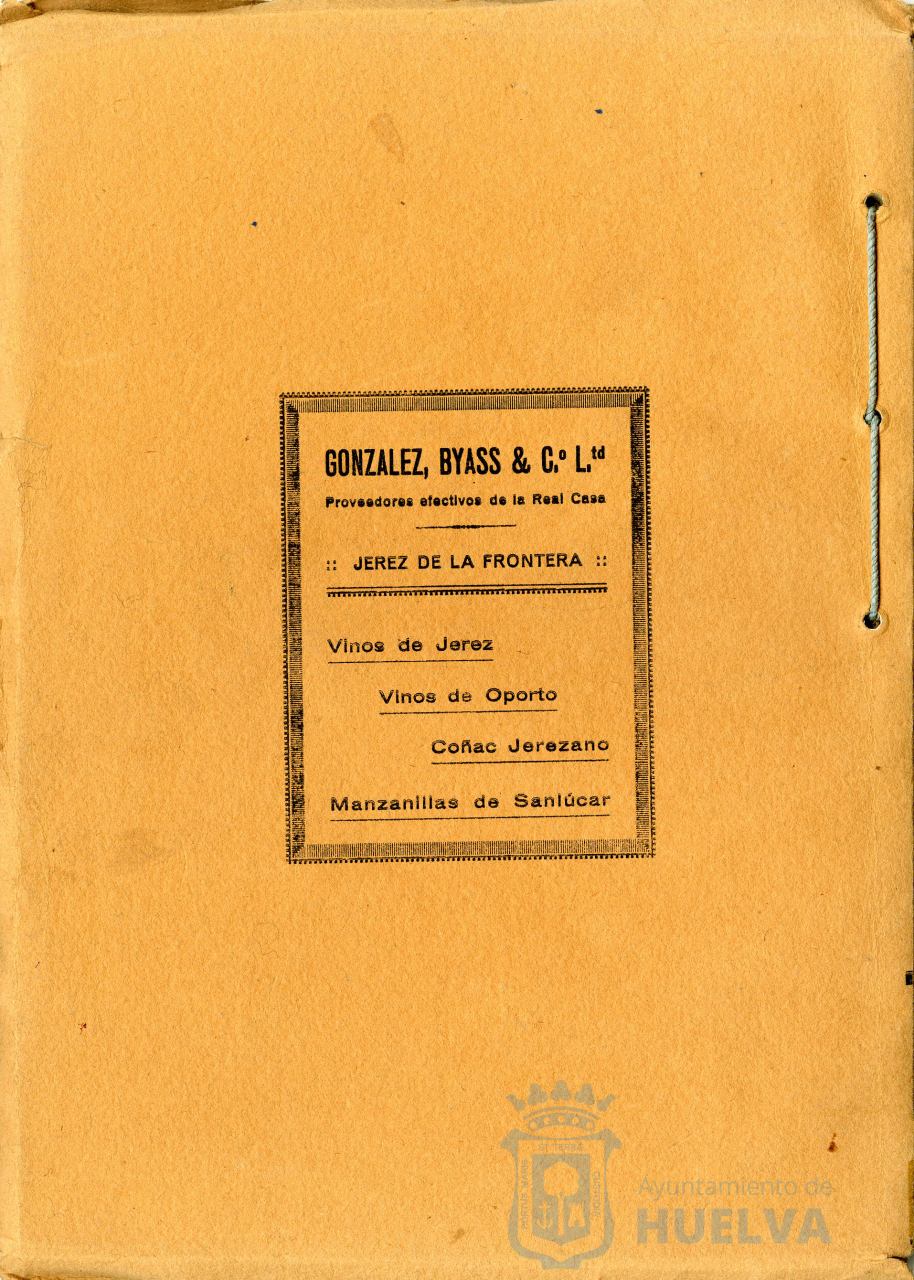 GONZALEZ, BYASS & C.º L.td
Proveedores efectivos de la Real Casa
:: JEREZ DE LA FRONTERA ::
Vinos de Jerez
Vinos de Oporto
Coñac Jerezano
Manzanillas de Sanlúcar
Ayuntamiento de
HUELVA